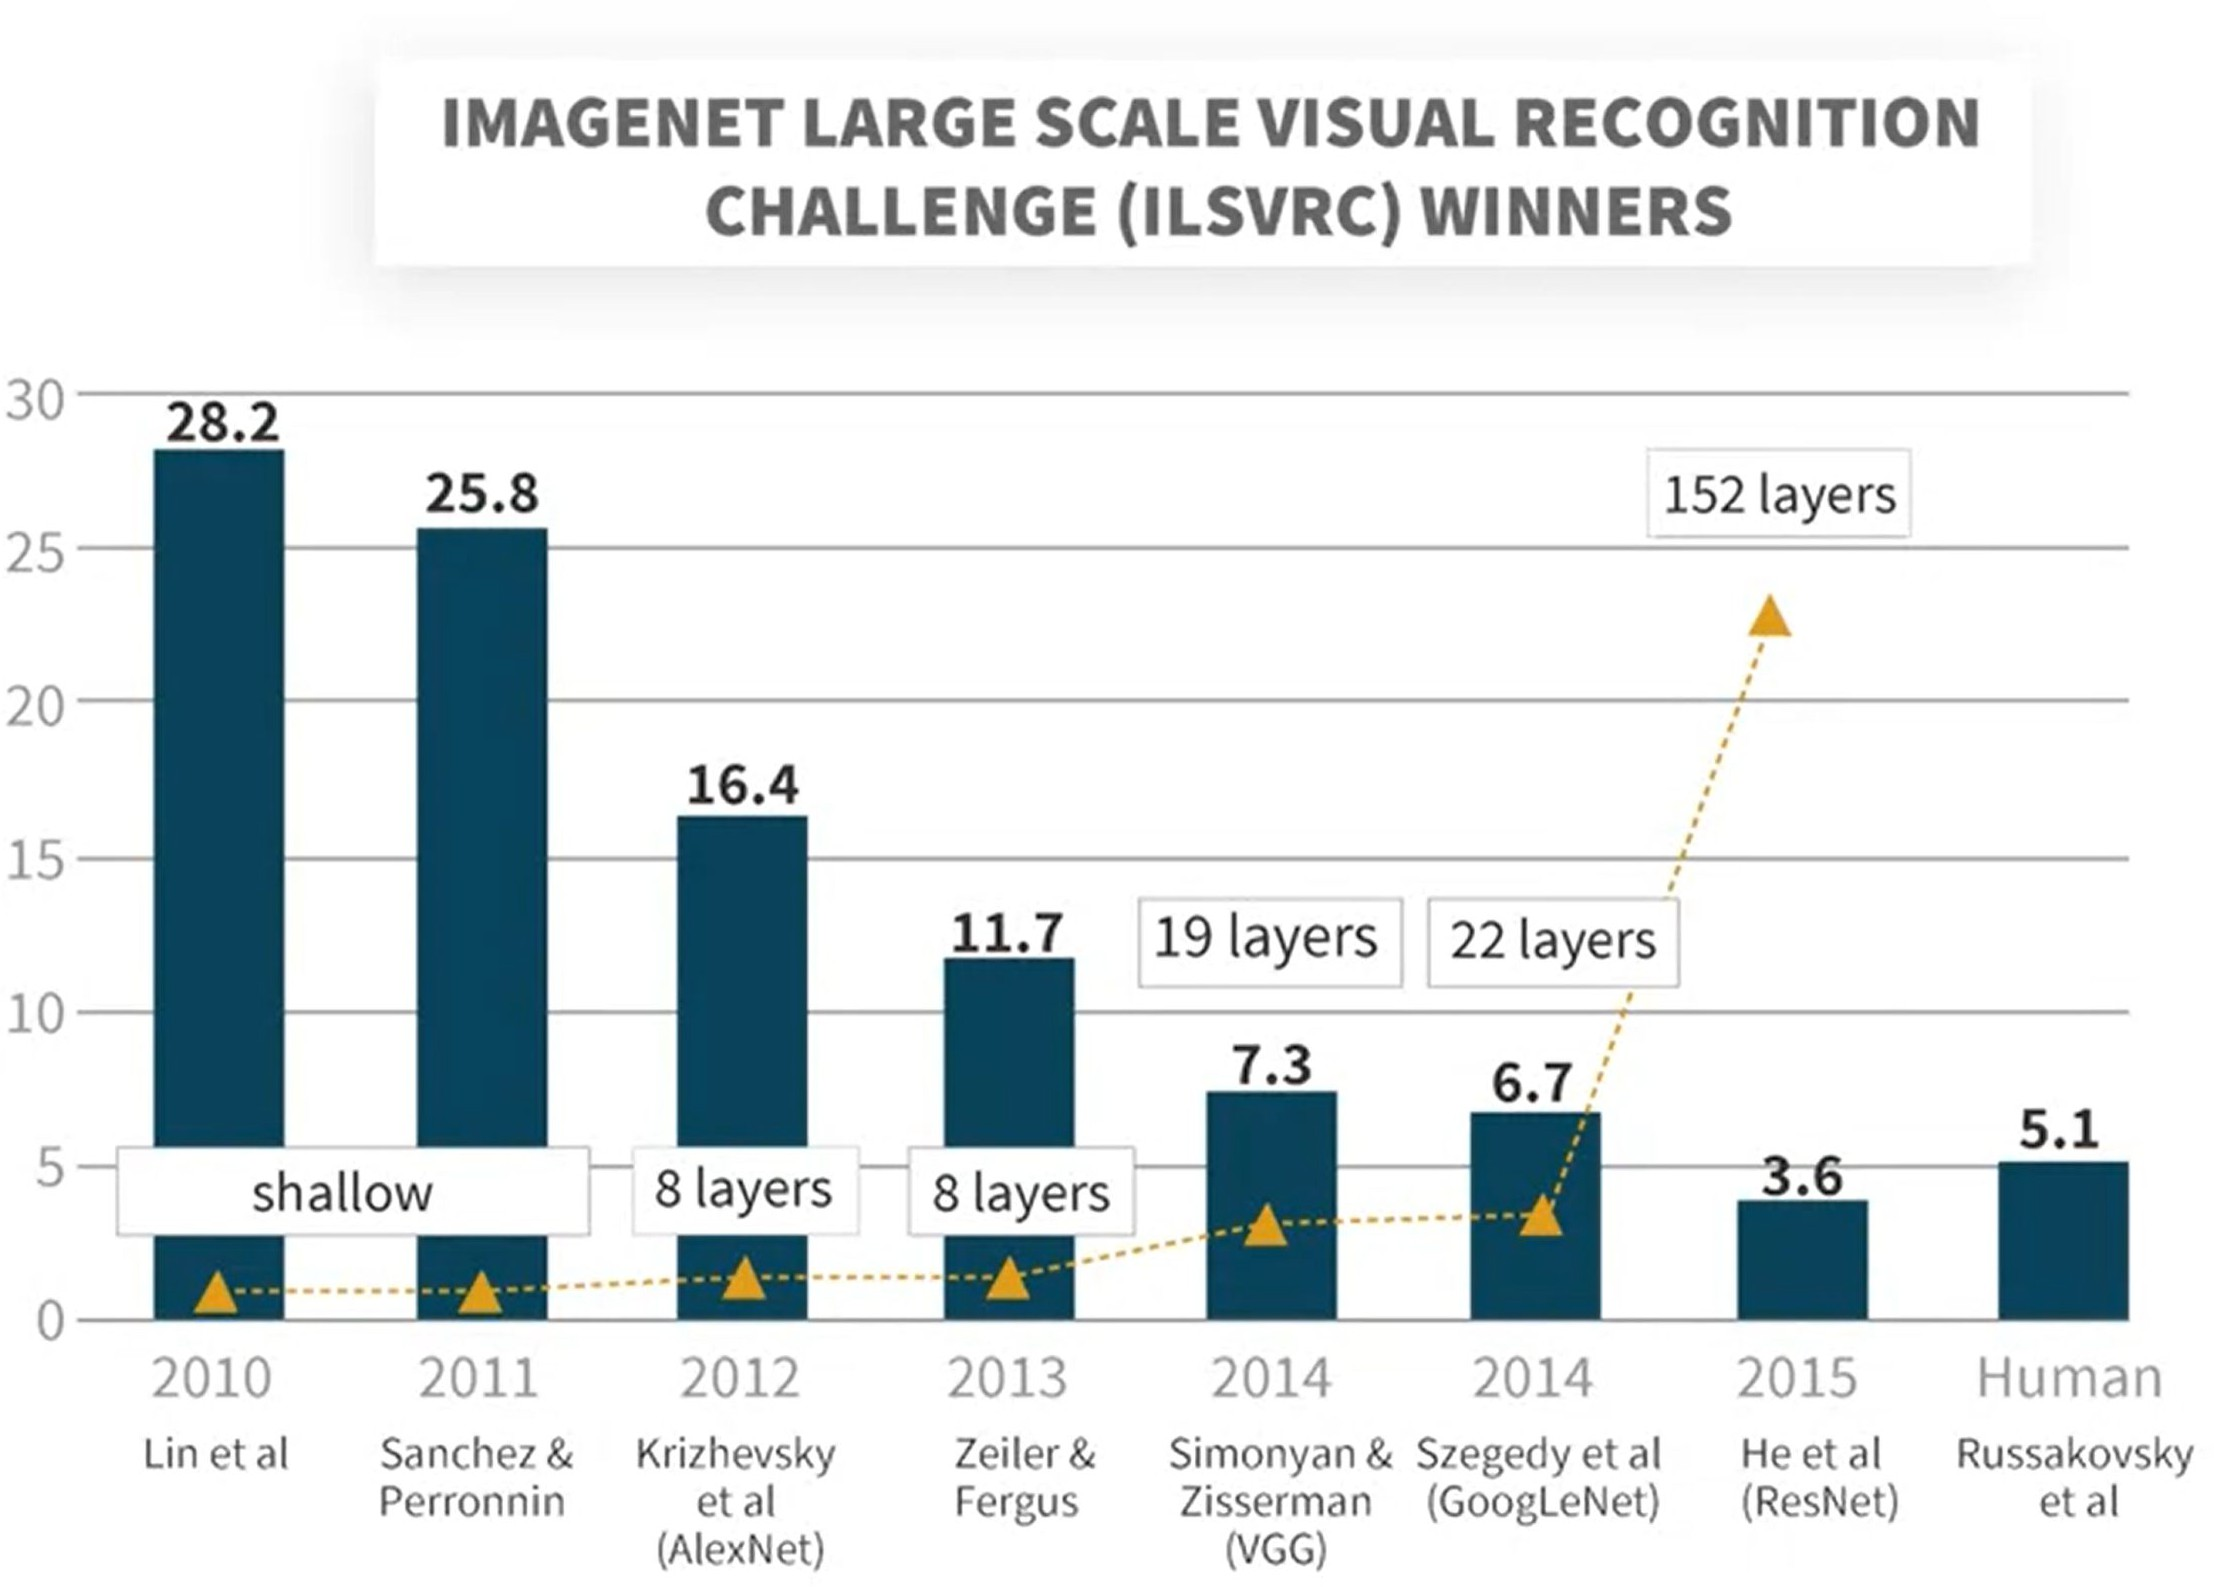 IMAGENET LARGE SCALE VISUAL RECOGNITION
CHALLENGE (ILSVRC) WINNERS
30
28.2
152 layers
25.8
25
20
16.4
15
11.7
19 layers
22 layers
10
7.3
6.7
5.1
5
shallow
8 layers
8 layers
3.6
0
2010
2011
2012
2013
2014
2014
2015
Human
Lin et al
Sanchez &
Perronnin
Krizhevsky
et al
(AlexNet)
Zeiler &
Fergus
Simonyan &
Zisserman
(VGG)
Szegedy et al
(GoogLeNet)
He et al
(ResNet)
Russakovsky
et al